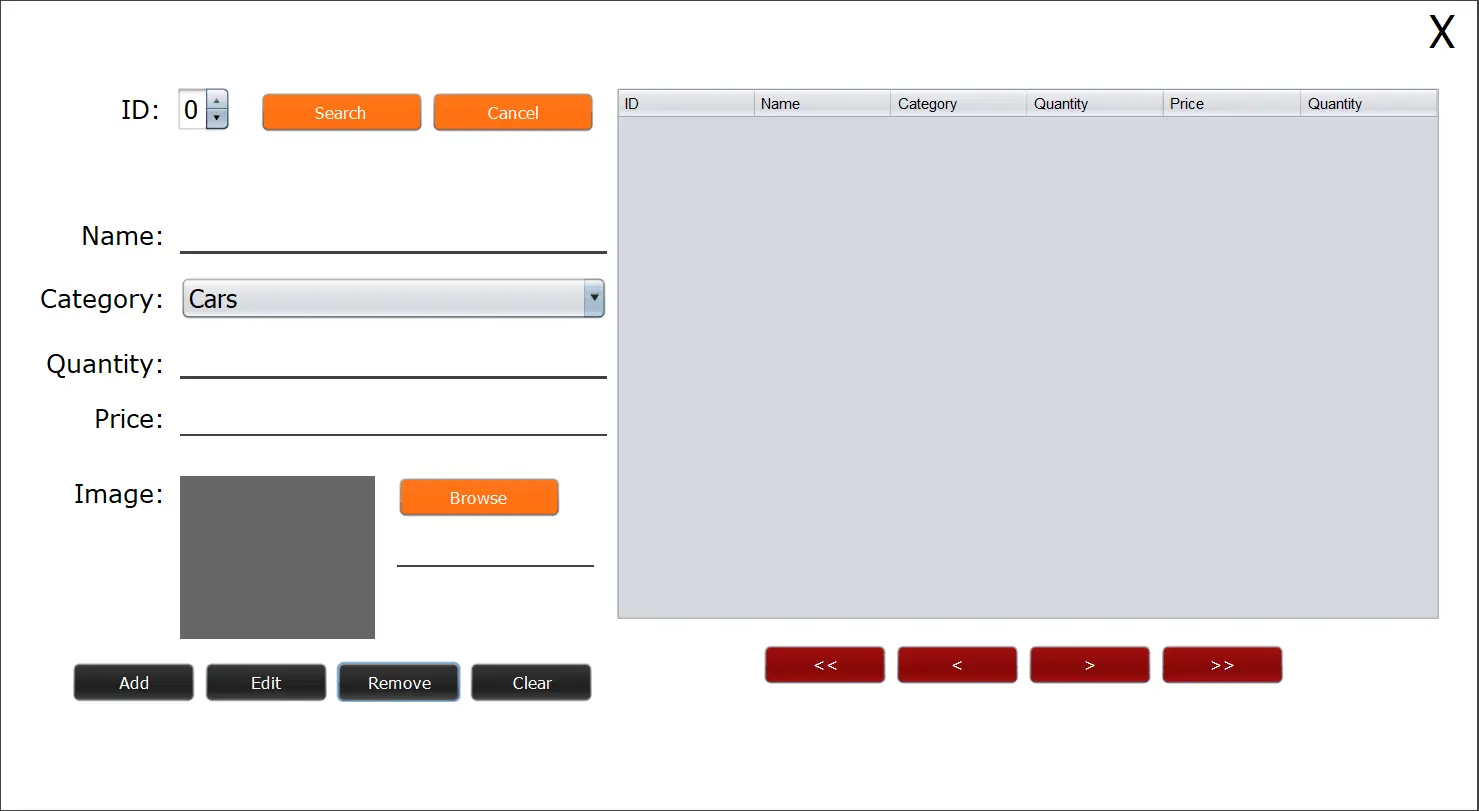 X
ID: 0 Search Cancel
ID Name Category Quantity Price Quantity
Name:
Category: Cars
Quantity:
Price:
Image: Browse
Add Edit Remove Clear
<< < > >>